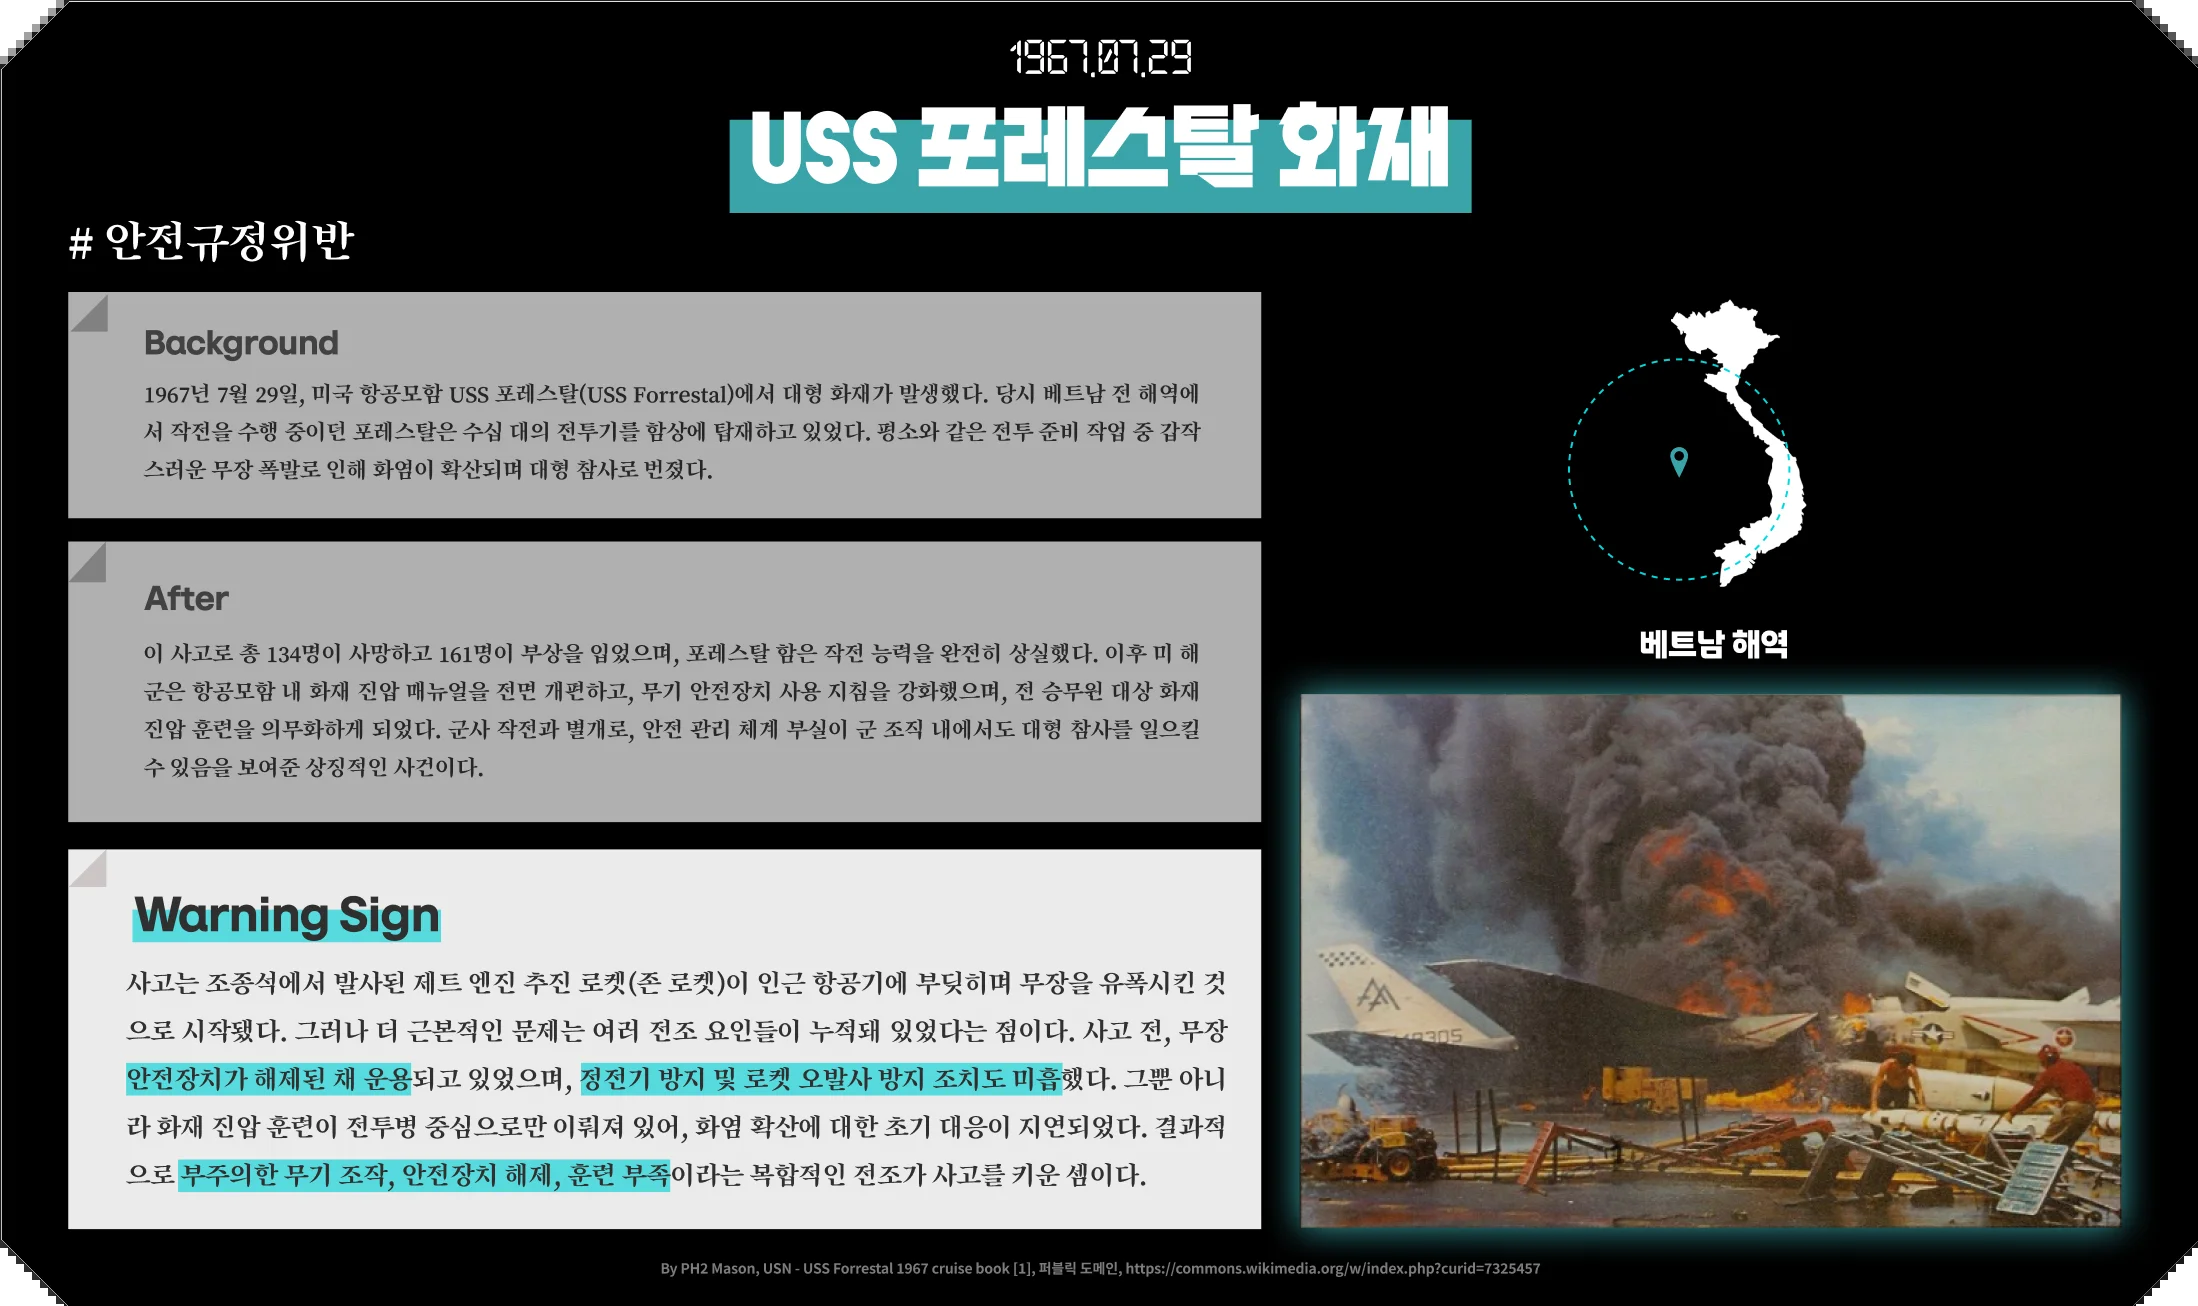 1967.07.29
USS 포레스탈 화재
# 안전규정위반
Background
1967년 7월 29일, 미국 항공모함 USS 포레스탈(USS Forrestal)에서 대형 화재가 발생했다. 당시 베트남 전 해역에
서 작전을 수행 중이던 포레스탈은 수십 대의 전투기를 함상에 탑재하고 있었다. 평소와 같은 전투 준비 작업 중 갑작
스러운 무장 폭발로 인해 화염이 확산되며 대형 참사로 번졌다.
After
이 사고로 총 134명이 사망하고 161명이 부상을 입었으며, 포레스탈 함은 작전 능력을 완전히 상실했다. 이후 미 해
군은 항공모함 내 화재 진압 매뉴얼을 전면 개편하고, 무기 안전장치 사용 지침을 강화했으며, 전 승무원 대상 화재
진압 훈련을 의무화하게 되었다. 군사 작전과 별개로, 안전 관리 체계 부실이 군 조직 내에서도 대형 참사를 일으킬
수 있음을 보여준 상징적인 사건이다.
Warning Sign
사고는 조종석에서 발사된 제트 엔진 추진 로켓(존 로켓)이 인근 항공기에 부딪히며 무장을 유폭시킨 것
으로 시작됐다. 그러나 더 근본적인 문제는 여러 전조 요인들이 누적돼 있었다는 점이다. 사고 전, 무장
안전장치가 해제된 채 운용되고 있었으며, 정전기 방지 및 로켓 오발사 방지 조치도 미흡했다. 그뿐 아니
라 화재 진압 훈련이 전투병 중심으로만 이뤄져 있어, 화염 확산에 대한 초기 대응이 지연되었다. 결과적
으로 부주의한 무기 조작, 안전장치 해제, 훈련 부족이라는 복합적인 전조가 사고를 키운 셈이다.
베트남 해역
By PH2 Mason, USN - USS Forrestal 1967 cruise book [1], 퍼블릭 도메인, https://commons.wikimedia.org/w/index.php?curid=7325457